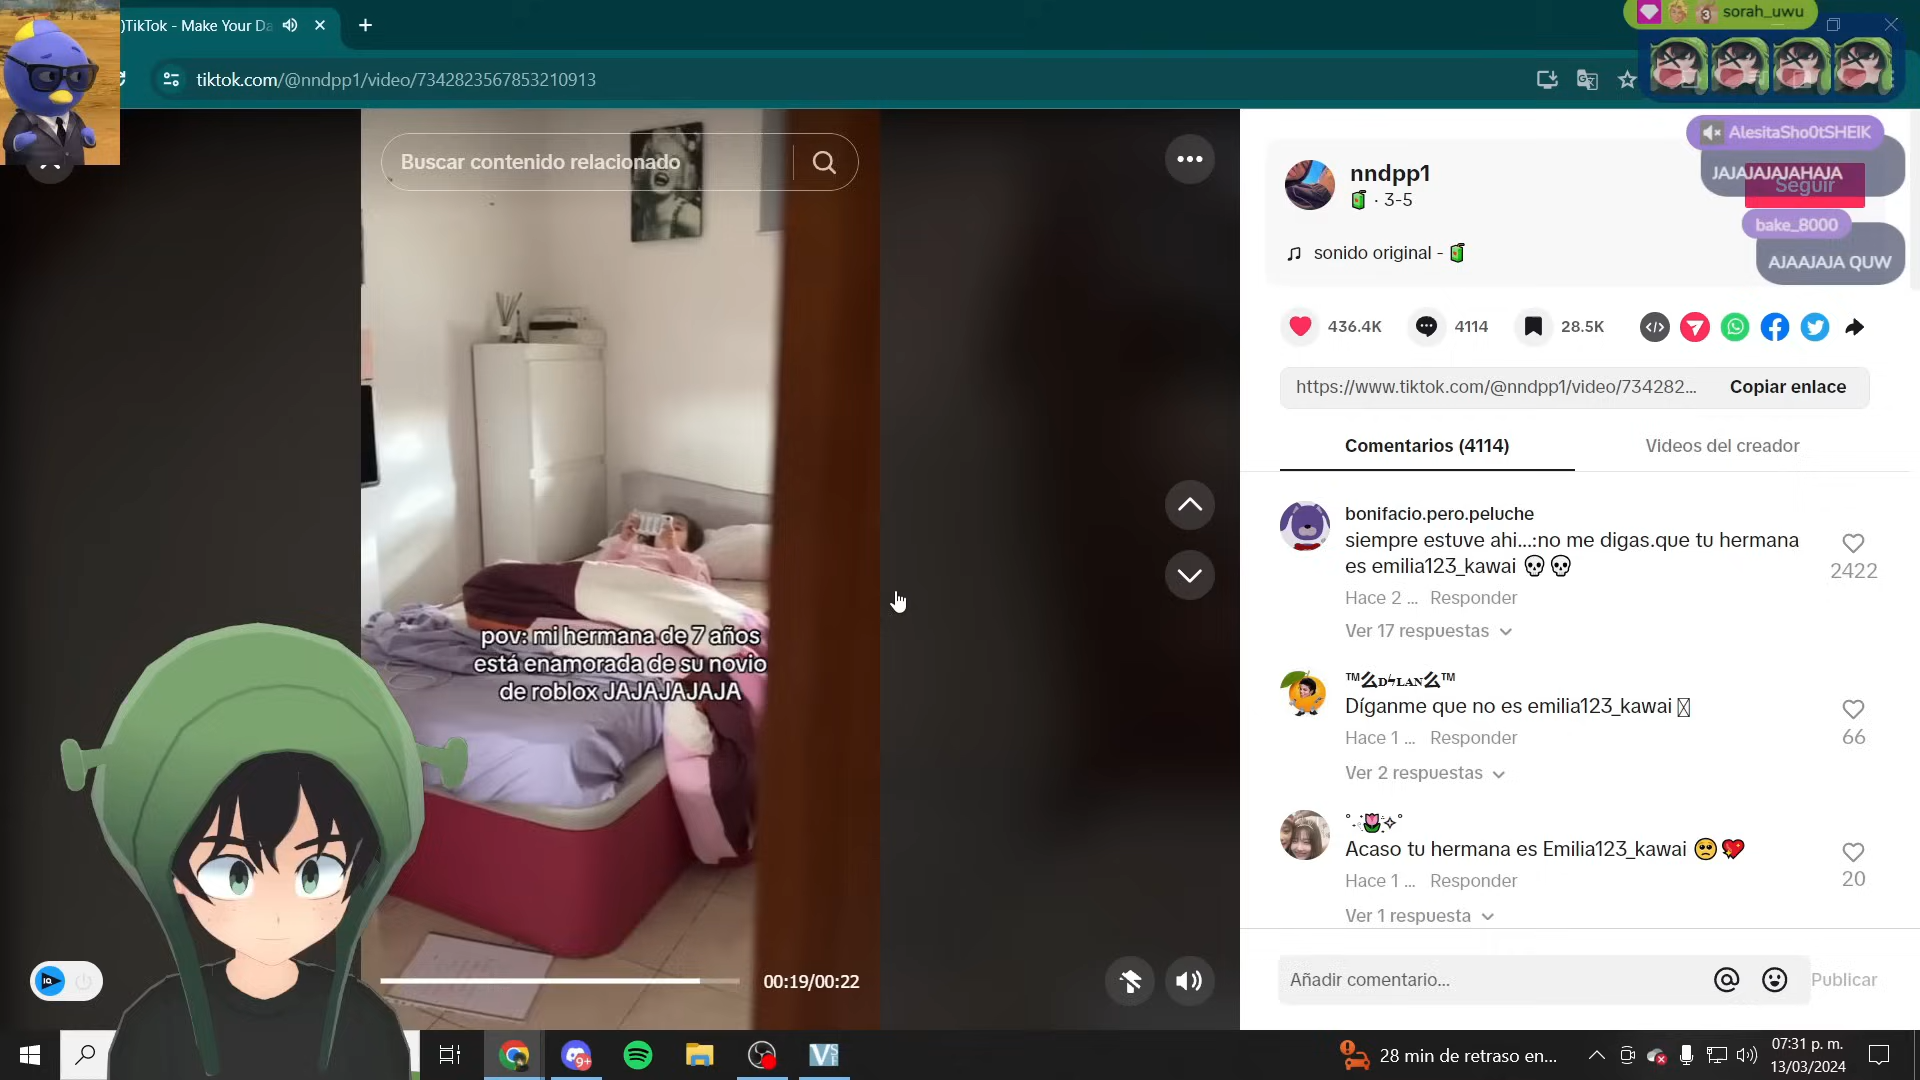 )TikTok - Make Your Da
sorah_uwu
3
tiktok.com/@nndpp1/video/7342823567853210913
Buscar contenido relacionado
AlesitaSho0tSHEIK
JAJAJAJAJAHAJA
nndpp1
· 3-5
Seguir
bake_8000
AJAAJAJA QUW
sonido original -
436.4K
4114
28.5K
https://www.tiktok.com/@nndpp1/video/734282...
Copiar enlace
Comentarios (4114)
Videos del creador
bonifacio.pero.peluche
siempre estuve ahi...:no me digas.que tu hermana
es emilia123_kawai 💀💀
2422
Hace 2 ...
Responder
Ver 17 respuestas
pov: mi hermana de 7 años
está enamorada de su novio
de roblox JAJAJAJAJA
Díganme que no es emilia123_kawai
66
Hace 1 ...
Responder
Ver 2 respuestas
Acaso tu hermana es Emilia123_kawai 🥺💖
20
Hace 1 ...
Responder
Ver 1 respuesta
00:19/00:22
Añadir comentario...
Publicar
9+
28 min de retraso en...
07:31 p. m.
13/03/2024